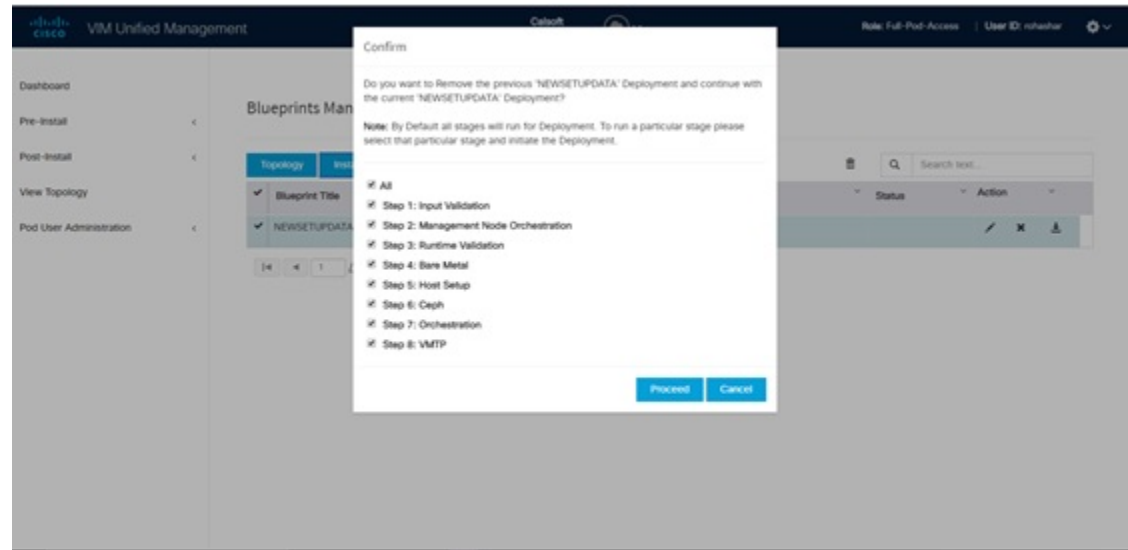 cisco VIM Unified Management
Calsoft
Role: Full-Pod-Access | User ID: rohashar
Confirm
Do you want to Remove the previous 'NEWSETUPDATA' Deployment and continue with
the current 'NEWSETUPDATA' Deployment?
Note: By Default all stages will run for Deployment. To run a particular stage please
select that particular stage and initiate the Deployment.
All
Step 1: Input Validation
Step 2: Management Node Orchestration
Step 3: Runtime Validation
Step 4: Bare Metal
Step 5: Host Setup
Step 6: Ceph
Step 7: Orchestration
Step 8: VMTP
Proceed Cancel
Dashboard
Pre-Install
Post-Install
View Topology
Pod User Administration
Blueprints Man
Topology Insta
Search text...
Blueprint Title Status Action
NEWSETUPDATA
1